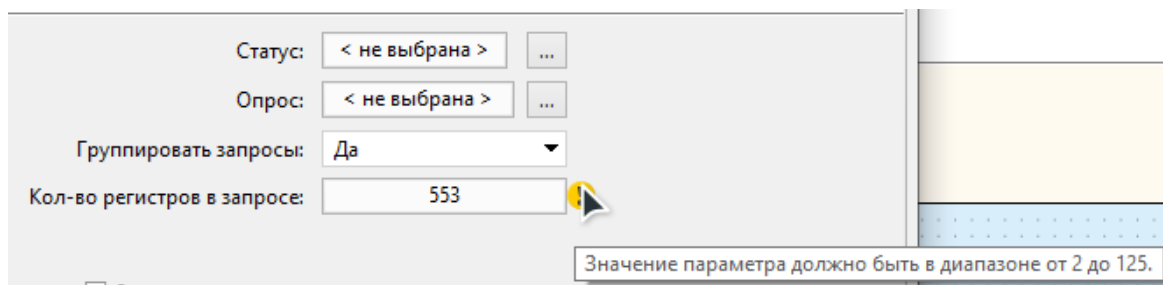 Статус: < не выбрана > ...
Опрос: < не выбрана > ...
Группировать запросы: Да
Кол-во регистров в запросе: 553
Значение параметра должно быть в диапазоне от 2 до 125.